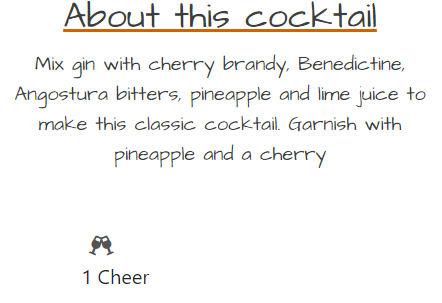 About this cocktail
Mix gin with cherry brandy, Benedictine,
Angostura bitters, pineapple and lime juice to
make this classic cocktail. Garnish with
pineapple and a cherry
1 Cheer